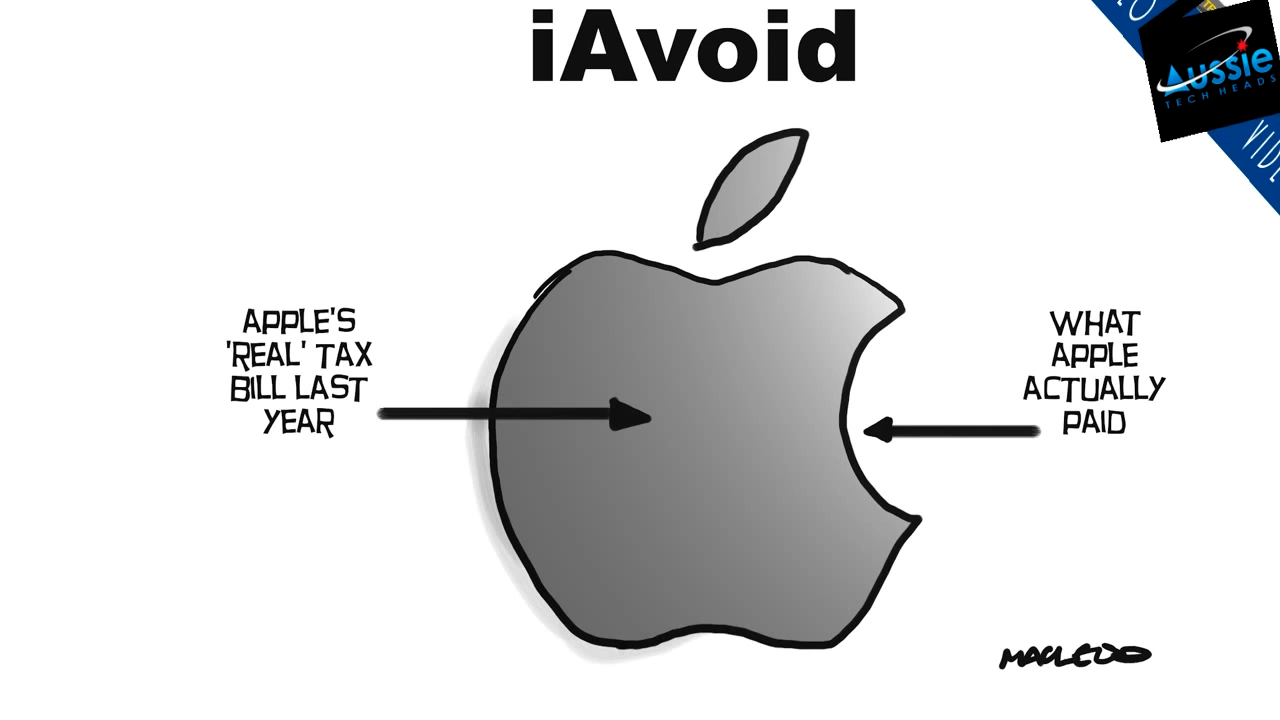 iAvoid
AUSSIE
TECH HEADS
APPLE'S
'REAL' TAX
BILL LAST
YEAR
WHAT
APPLE
ACTUALLY
PAID
MACLEOD